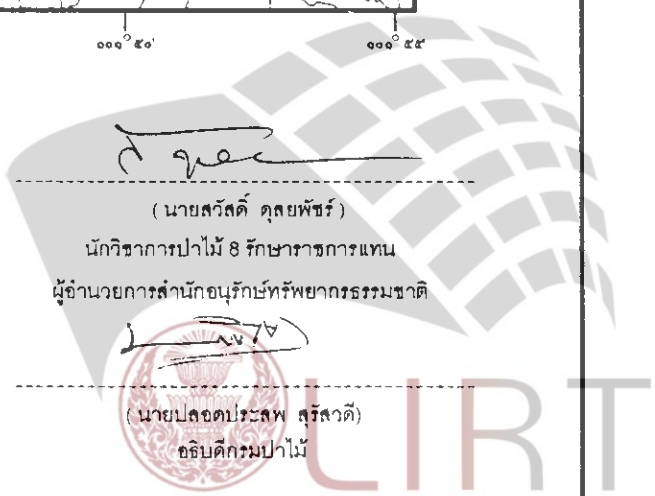 ๑๐๑° ๕๐' ๑๐๑° ๕๕'
(นายสวัสดิ์ ดุลยพัชร์)
นักวิชาการป่าไม้ 8 รักษาราชการแทน
ผู้อำนวยการสำนักอนุรักษ์ทรัพยากรธรรมชาติ
(นายปลอดประสพ สุรัสวดี)
อธิบดีกรมป่าไม้
LIRT